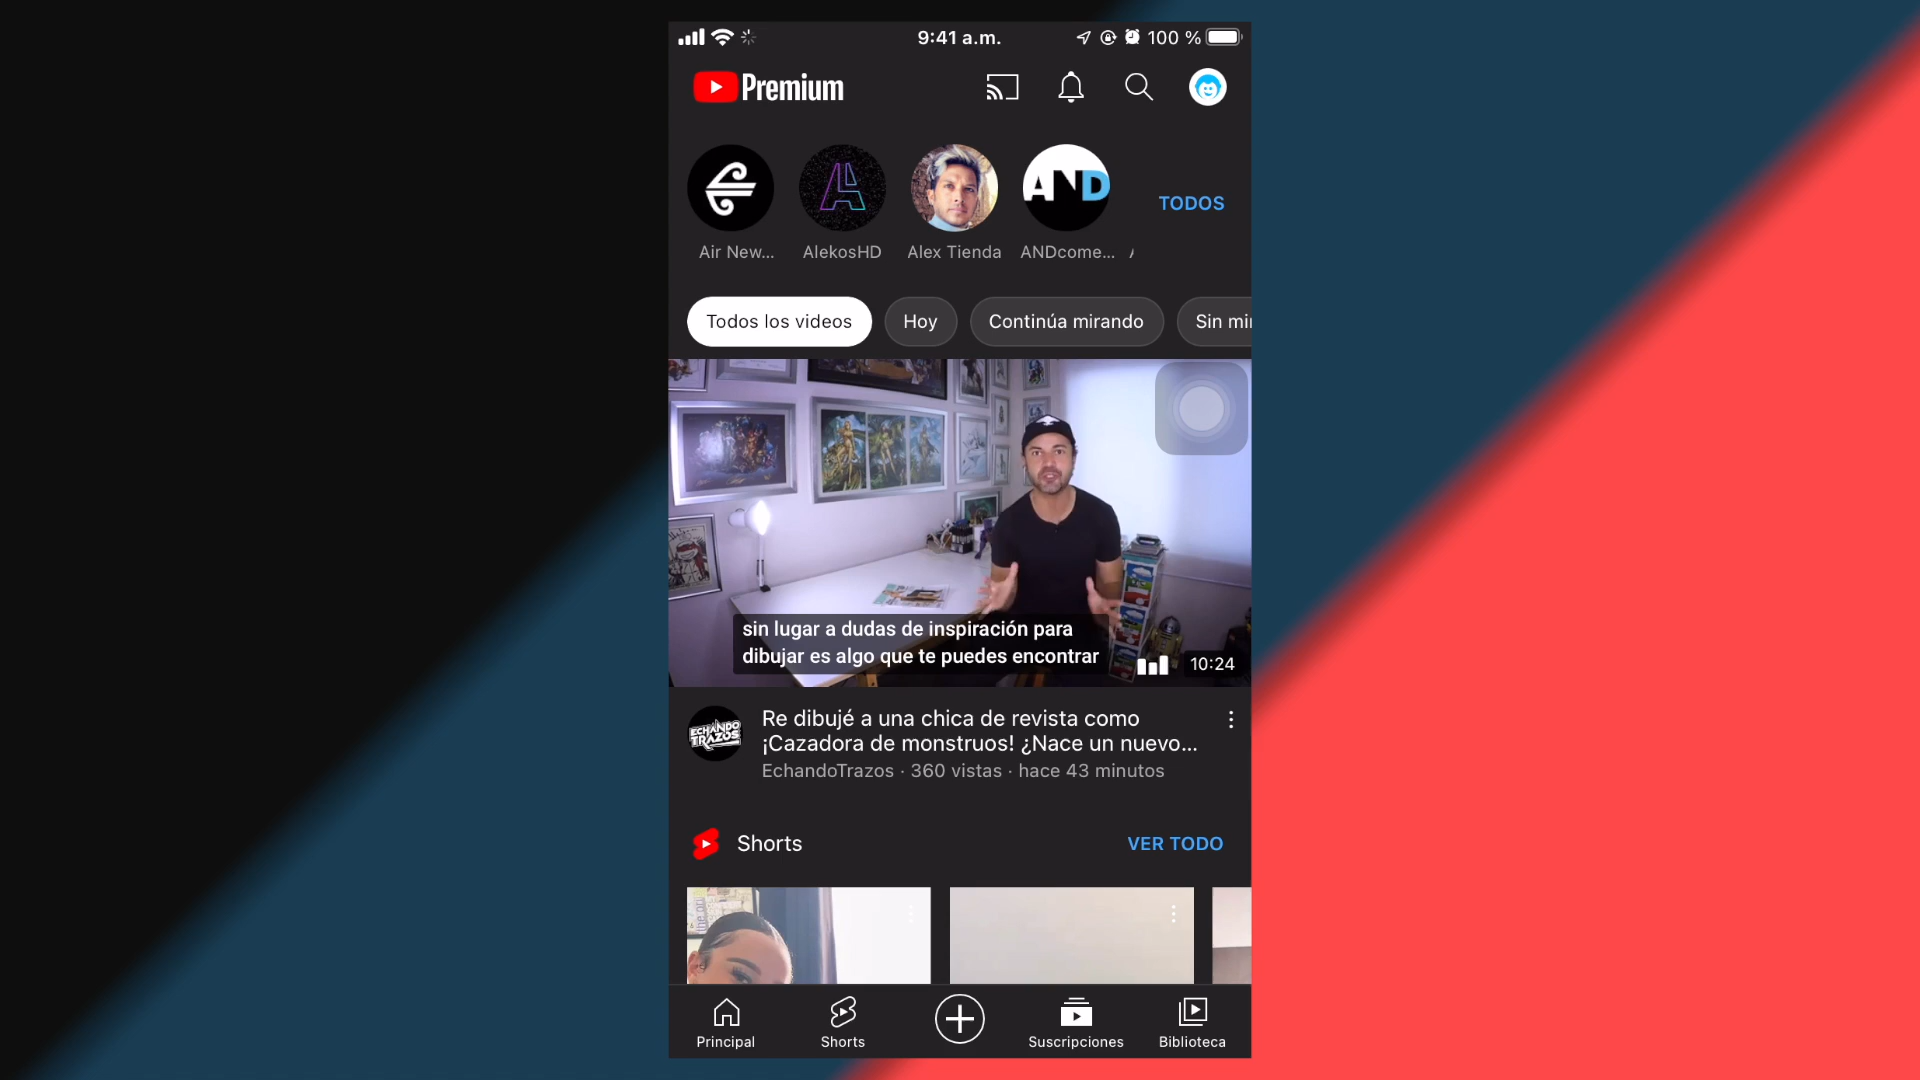 9:41 a.m.
100 %
Premium
AND
TODOS
Air New...
AlekosHD
Alex Tienda
ANDcome...
Todos los videos
Hoy
Continúa mirando
Sin mi
sin lugar a dudas de inspiración para
dibujar es algo que te puedes encontrar
10:24
ECHANDO
TRAZOS
Re dibujé a una chica de revista como
¡Cazadora de monstruos! ¿Nace un nuevo...
EchandoTrazos · 360 vistas · hace 43 minutos
Shorts
VER TODO
Principal
Shorts
Suscripciones
Biblioteca